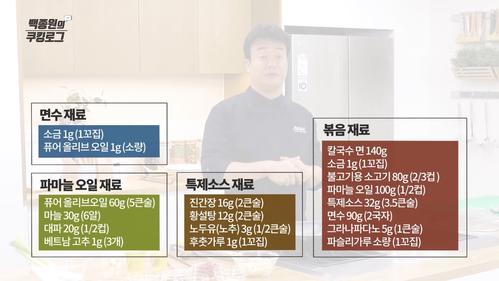 백종원의
쿠킹로그
면수 재료
소금 1g (1꼬집)
퓨어 올리브 오일 1g (소량)
파마늘 오일 재료
퓨어 올리브오일 60g (5큰술)
마늘 30g (6알)
대파 20g (1/2컵)
베트남 고추 1g (3개)
특제소스 재료
진간장 16g (2큰술)
황설탕 12g (2큰술)
노두유(노추) 3g (1/2큰술)
후춧가루 1g (1꼬집)
볶음 재료
칼국수 면 140g
소금 1g (1꼬집)
불고기용 소고기 80g (2/3컵)
파마늘 오일 100g (1/2컵)
특제소스 32g (3.5큰술)
면수 90g (2국자)
그라나파다노 5g (1큰술)
파슬리가루 소량 (1꼬집)